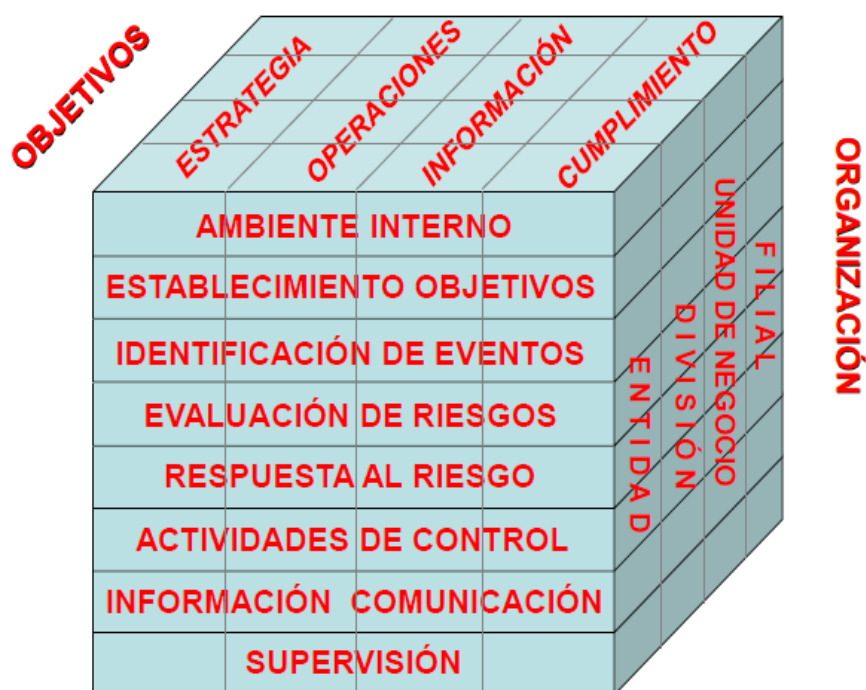 OBJETIVOS
ESTRATEGIA
OPERACIONES
INFORMACIÓN
CUMPLIMIENTO
AMBIENTE INTERNO
ESTABLECIMIENTO OBJETIVOS
IDENTIFICACIÓN DE EVENTOS
EVALUACIÓN DE RIESGOS
RESPUESTA AL RIESGO
ACTIVIDADES DE CONTROL
INFORMACIÓN COMUNICACIÓN
SUPERVISIÓN
ENTIDAD
DIVISIÓN
UNIDAD DE NEGOCIO
FILIAL
ORGANIZACIÓN